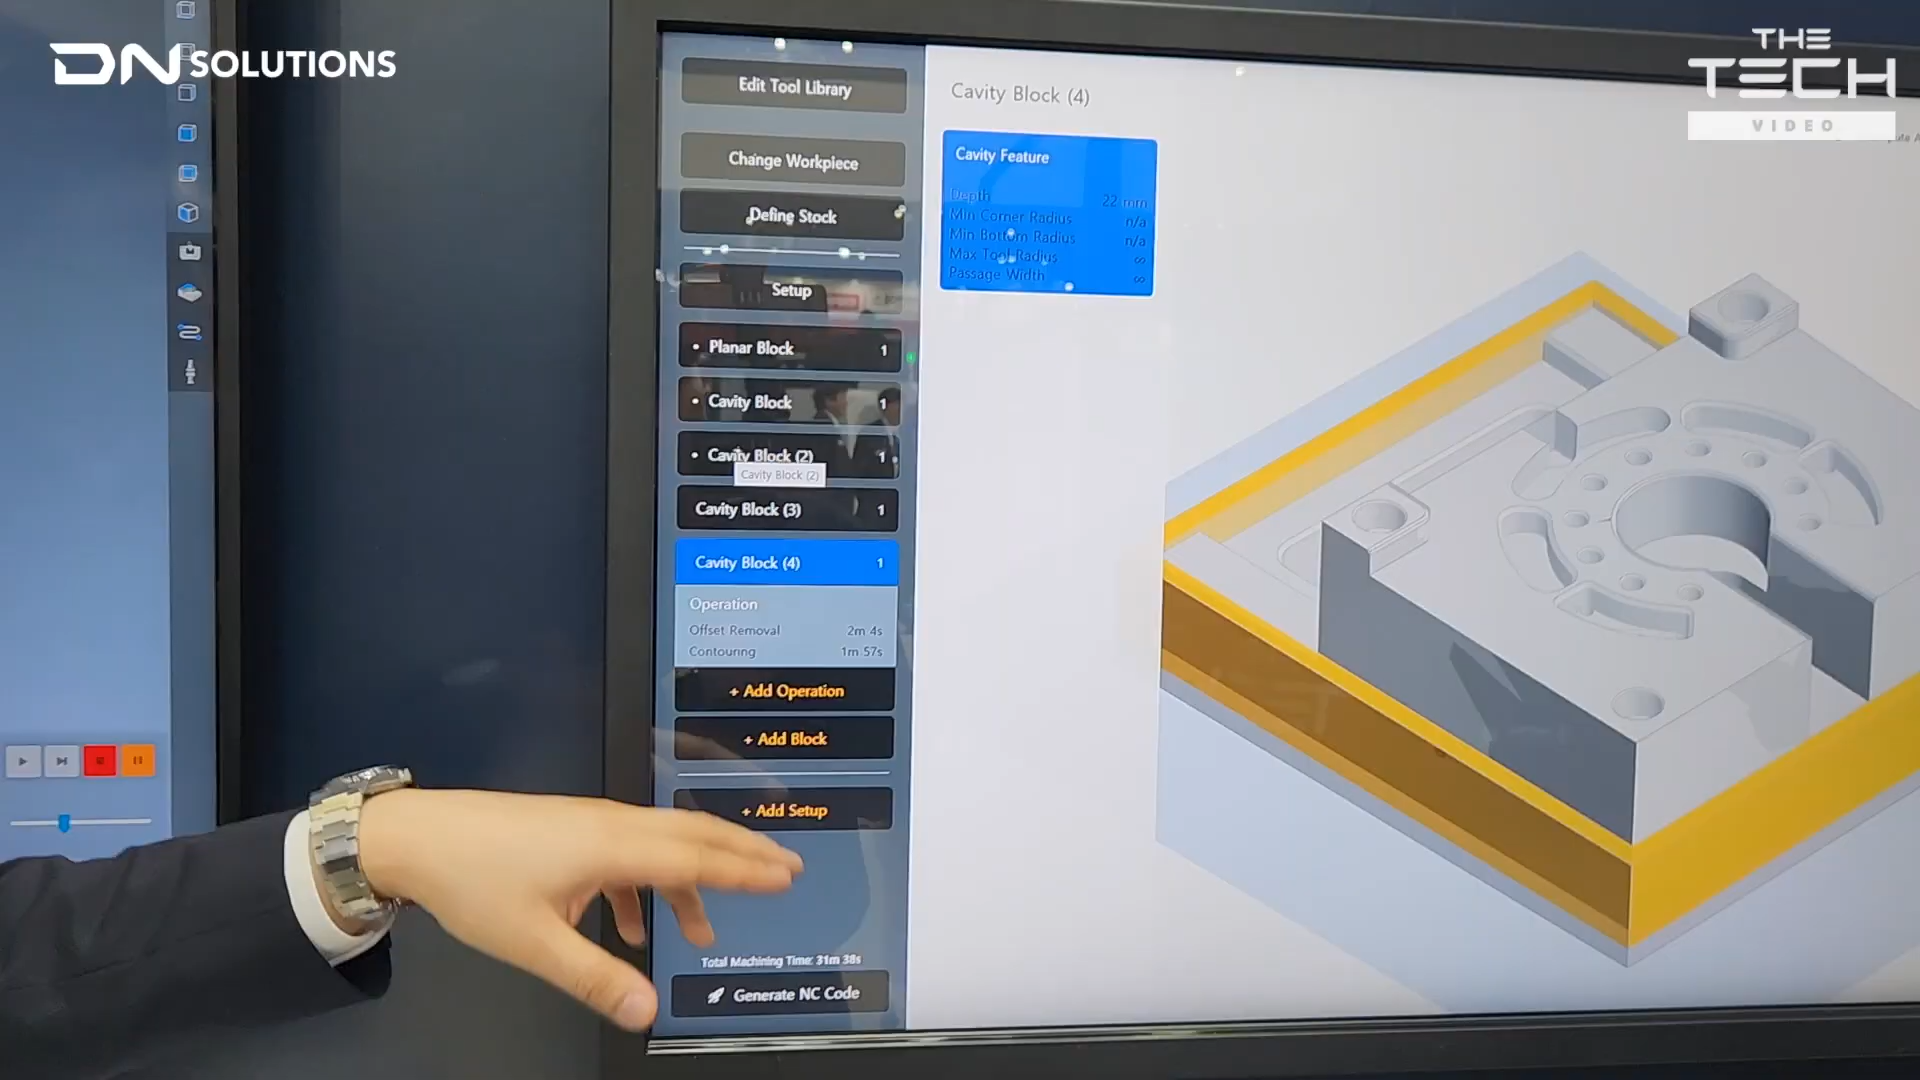 DN SOLUTIONS
THE
TECH
VIDEO
Edit Tool Library
Change Workpiece
Define Stock
Setup
• Planar Block 1
• Cavity Block 1
• Cavity Block (2) 1
Cavity Block (2)
Cavity Block (3) 1
Cavity Block (4) 1
Operation
Offset Removal 2m 4s
Contouring 1m 57s
+ Add Operation
+ Add Block
+ Add Setup
Total Machining Time: 31m 38s
Generate NC Code
Cavity Block (4)
Cavity Feature
Depth 22 mm
Min Corner Radius n/a
Min Bottom Radius n/a
Max Tool Radius ∞
Passage Width ∞